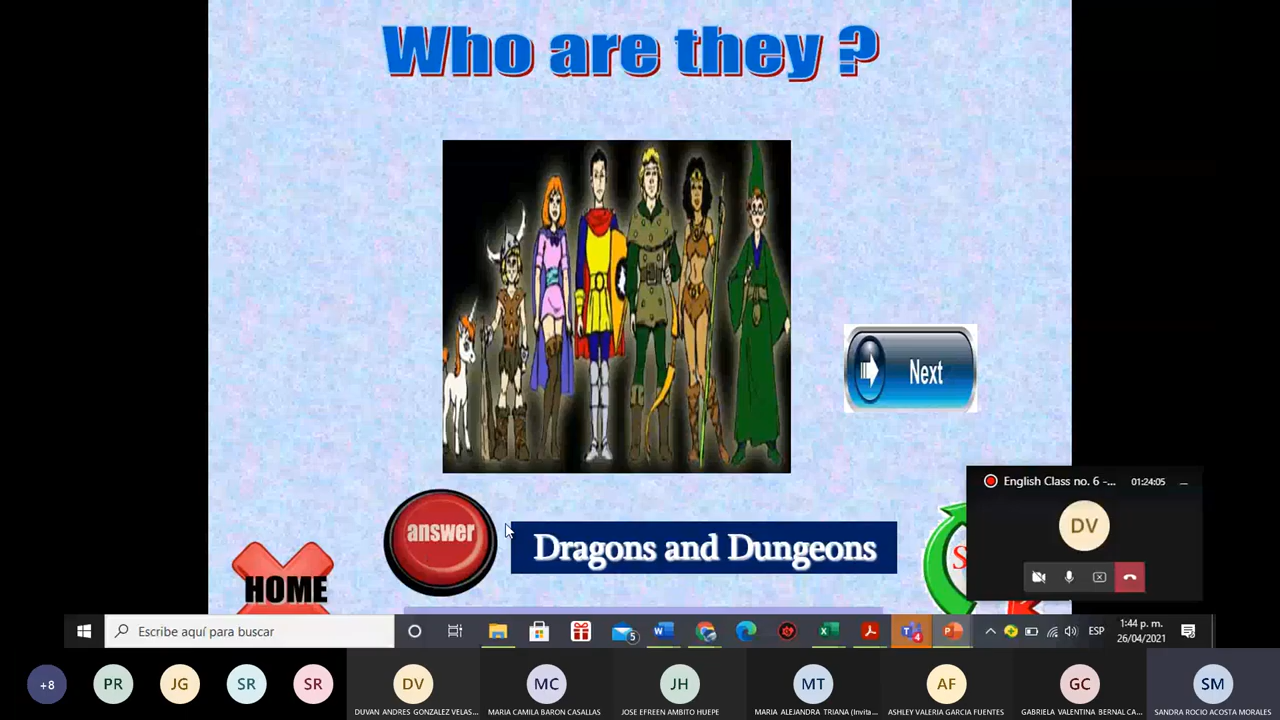 Who are they ?
Next
English Class no. 6 -...
01:24:05
DV
answer
Dragons and Dungeons
S
HOME
Escribe aquí para buscar
5
4
ESP
1:44 p. m.
26/04/2021
+8
PR
JG
SR
SR
DV
MC
JH
MT
AF
GC
SM
DUVAN ANDRES GONZALEZ VELAS...
MARIA CAMILA BARON CASALLAS
JOSE EFREEN AMBITO HUEPE
MARIA ALEJANDRA TRIANA (Invita...
ASHLEY VALERIA GARCIA FUENTES
GABRIELA VALENTINA BERNAL CA...
SANDRA ROCIO ACOSTA MORALES